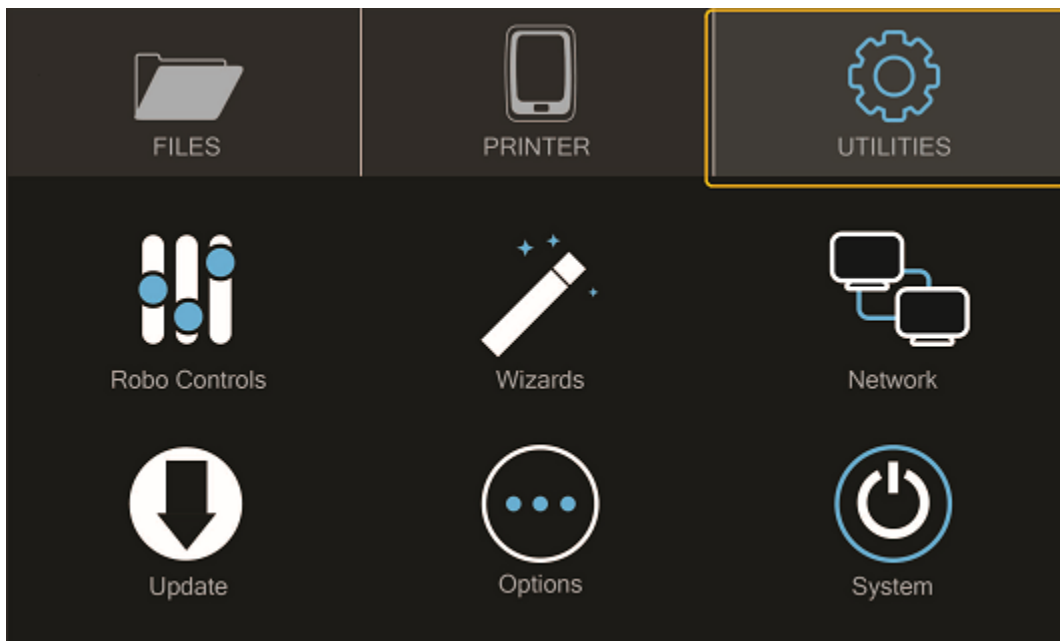 FILES
PRINTER
UTILITIES
Robo Controls
Wizards
Network
Update
Options
System